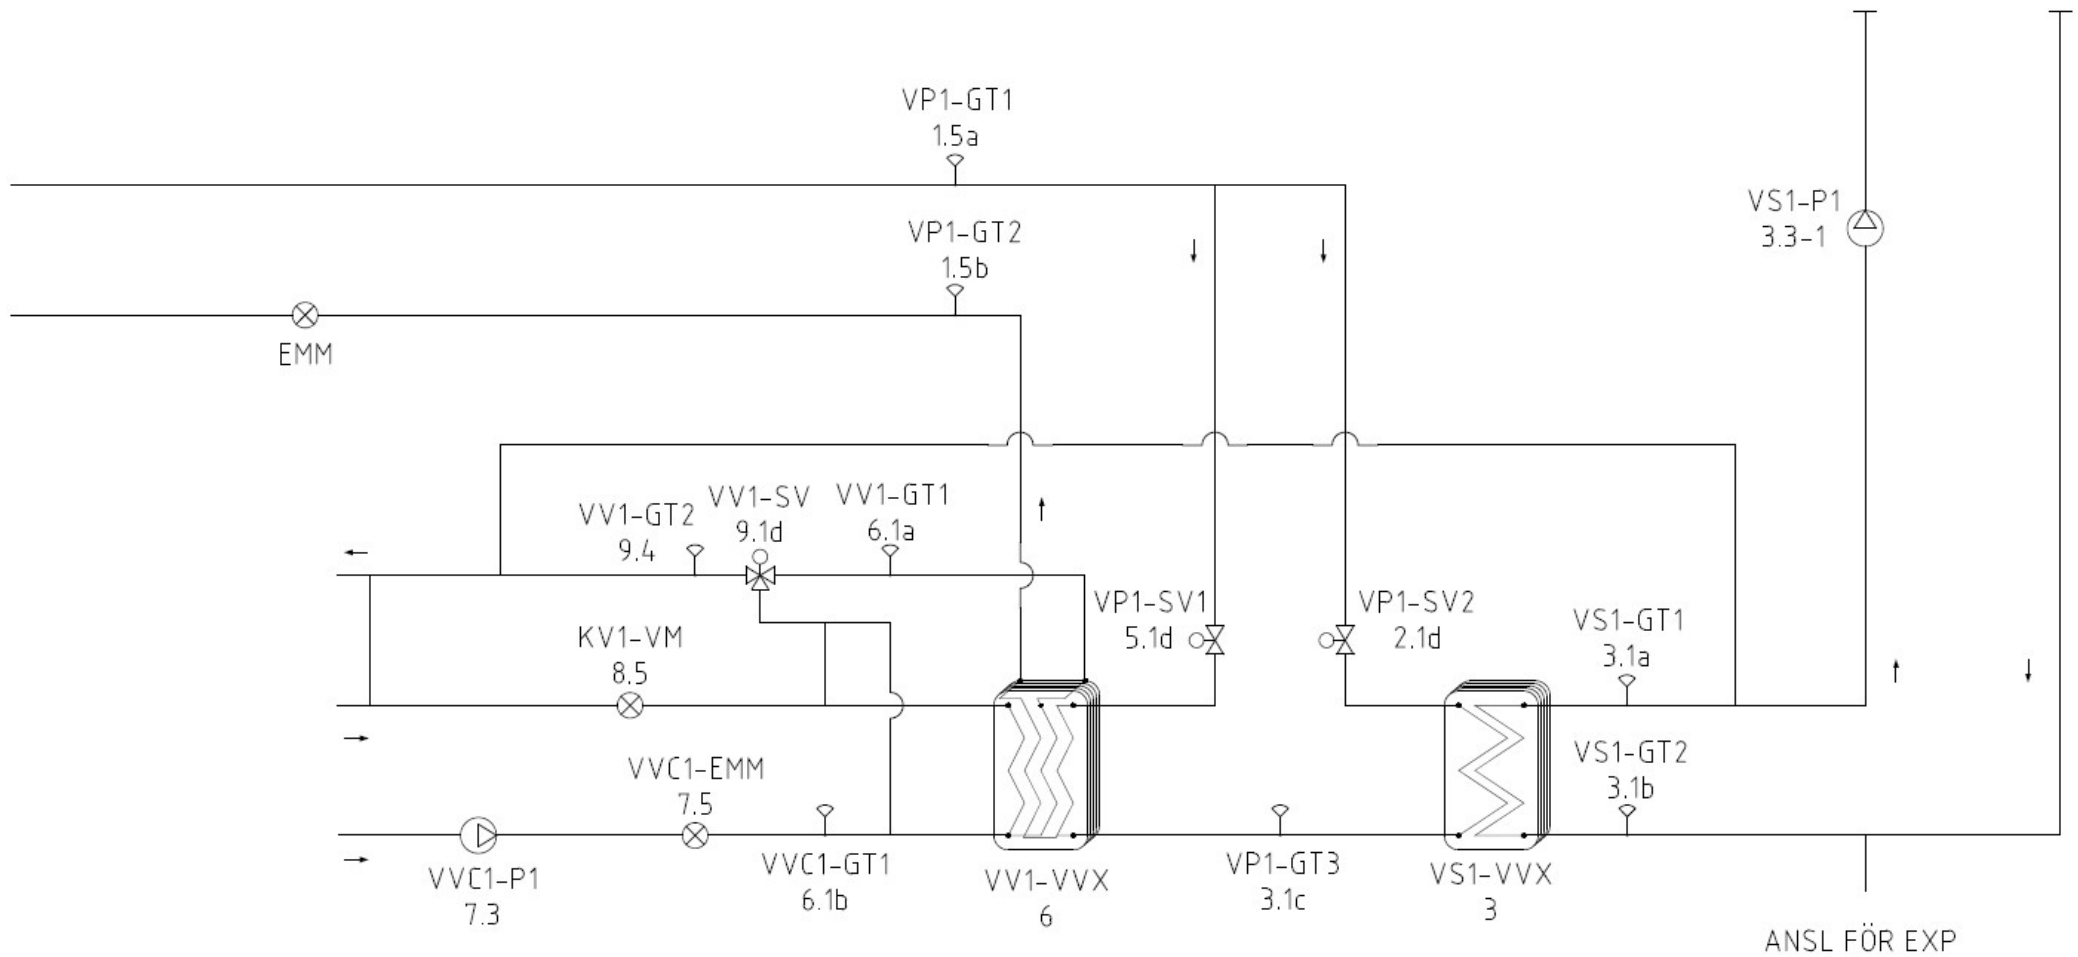 VP1-GT1
1.5a
VS1-P1
3.3-1
VP1-GT2
1.5b
EMM
VV1-GT2
9.4
VV1-SV
9.1d
VV1-GT1
6.1a
VP1-SV1
5.1d
VP1-SV2
2.1d
VS1-GT1
3.1a
KV1-VM
8.5
VS1-GT2
3.1b
VVC1-EMM
7.5
VVC1-P1
7.3
VVC1-GT1
6.1b
VV1-VVX
6
VP1-GT3
3.1c
VS1-VVX
3
ANSL FÖR EXP